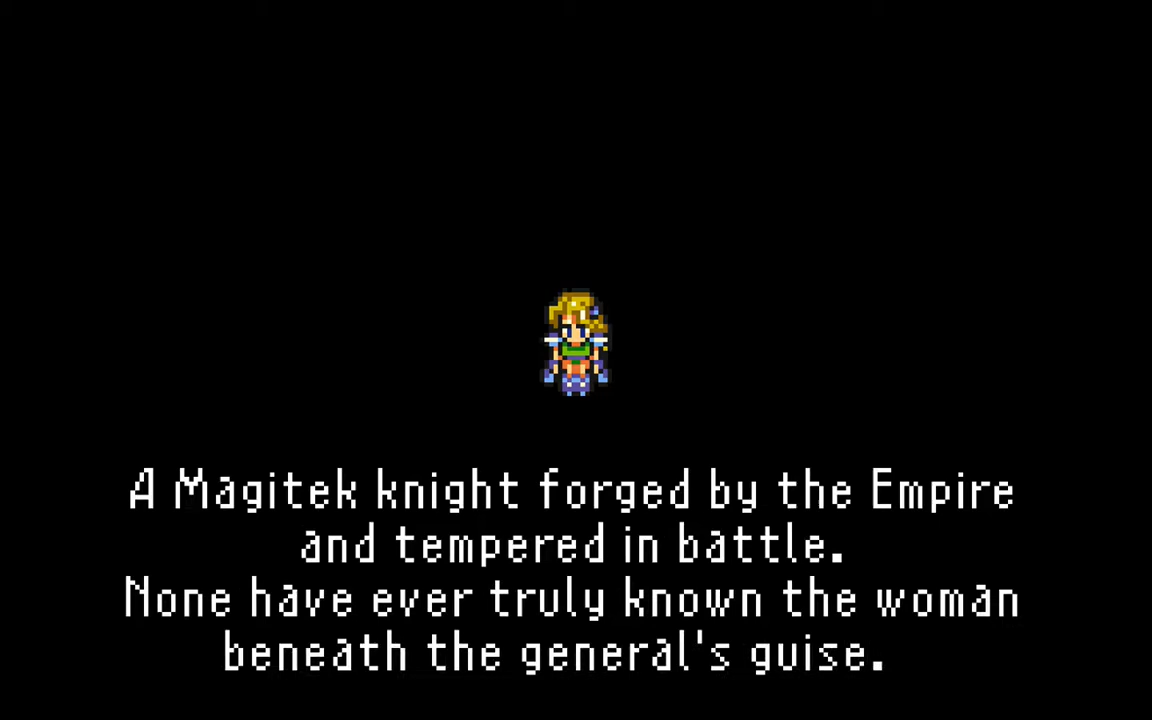 A Magitek knight forged by the Empire
and tempered in battle.
None have ever truly known the woman
beneath the general's guise.